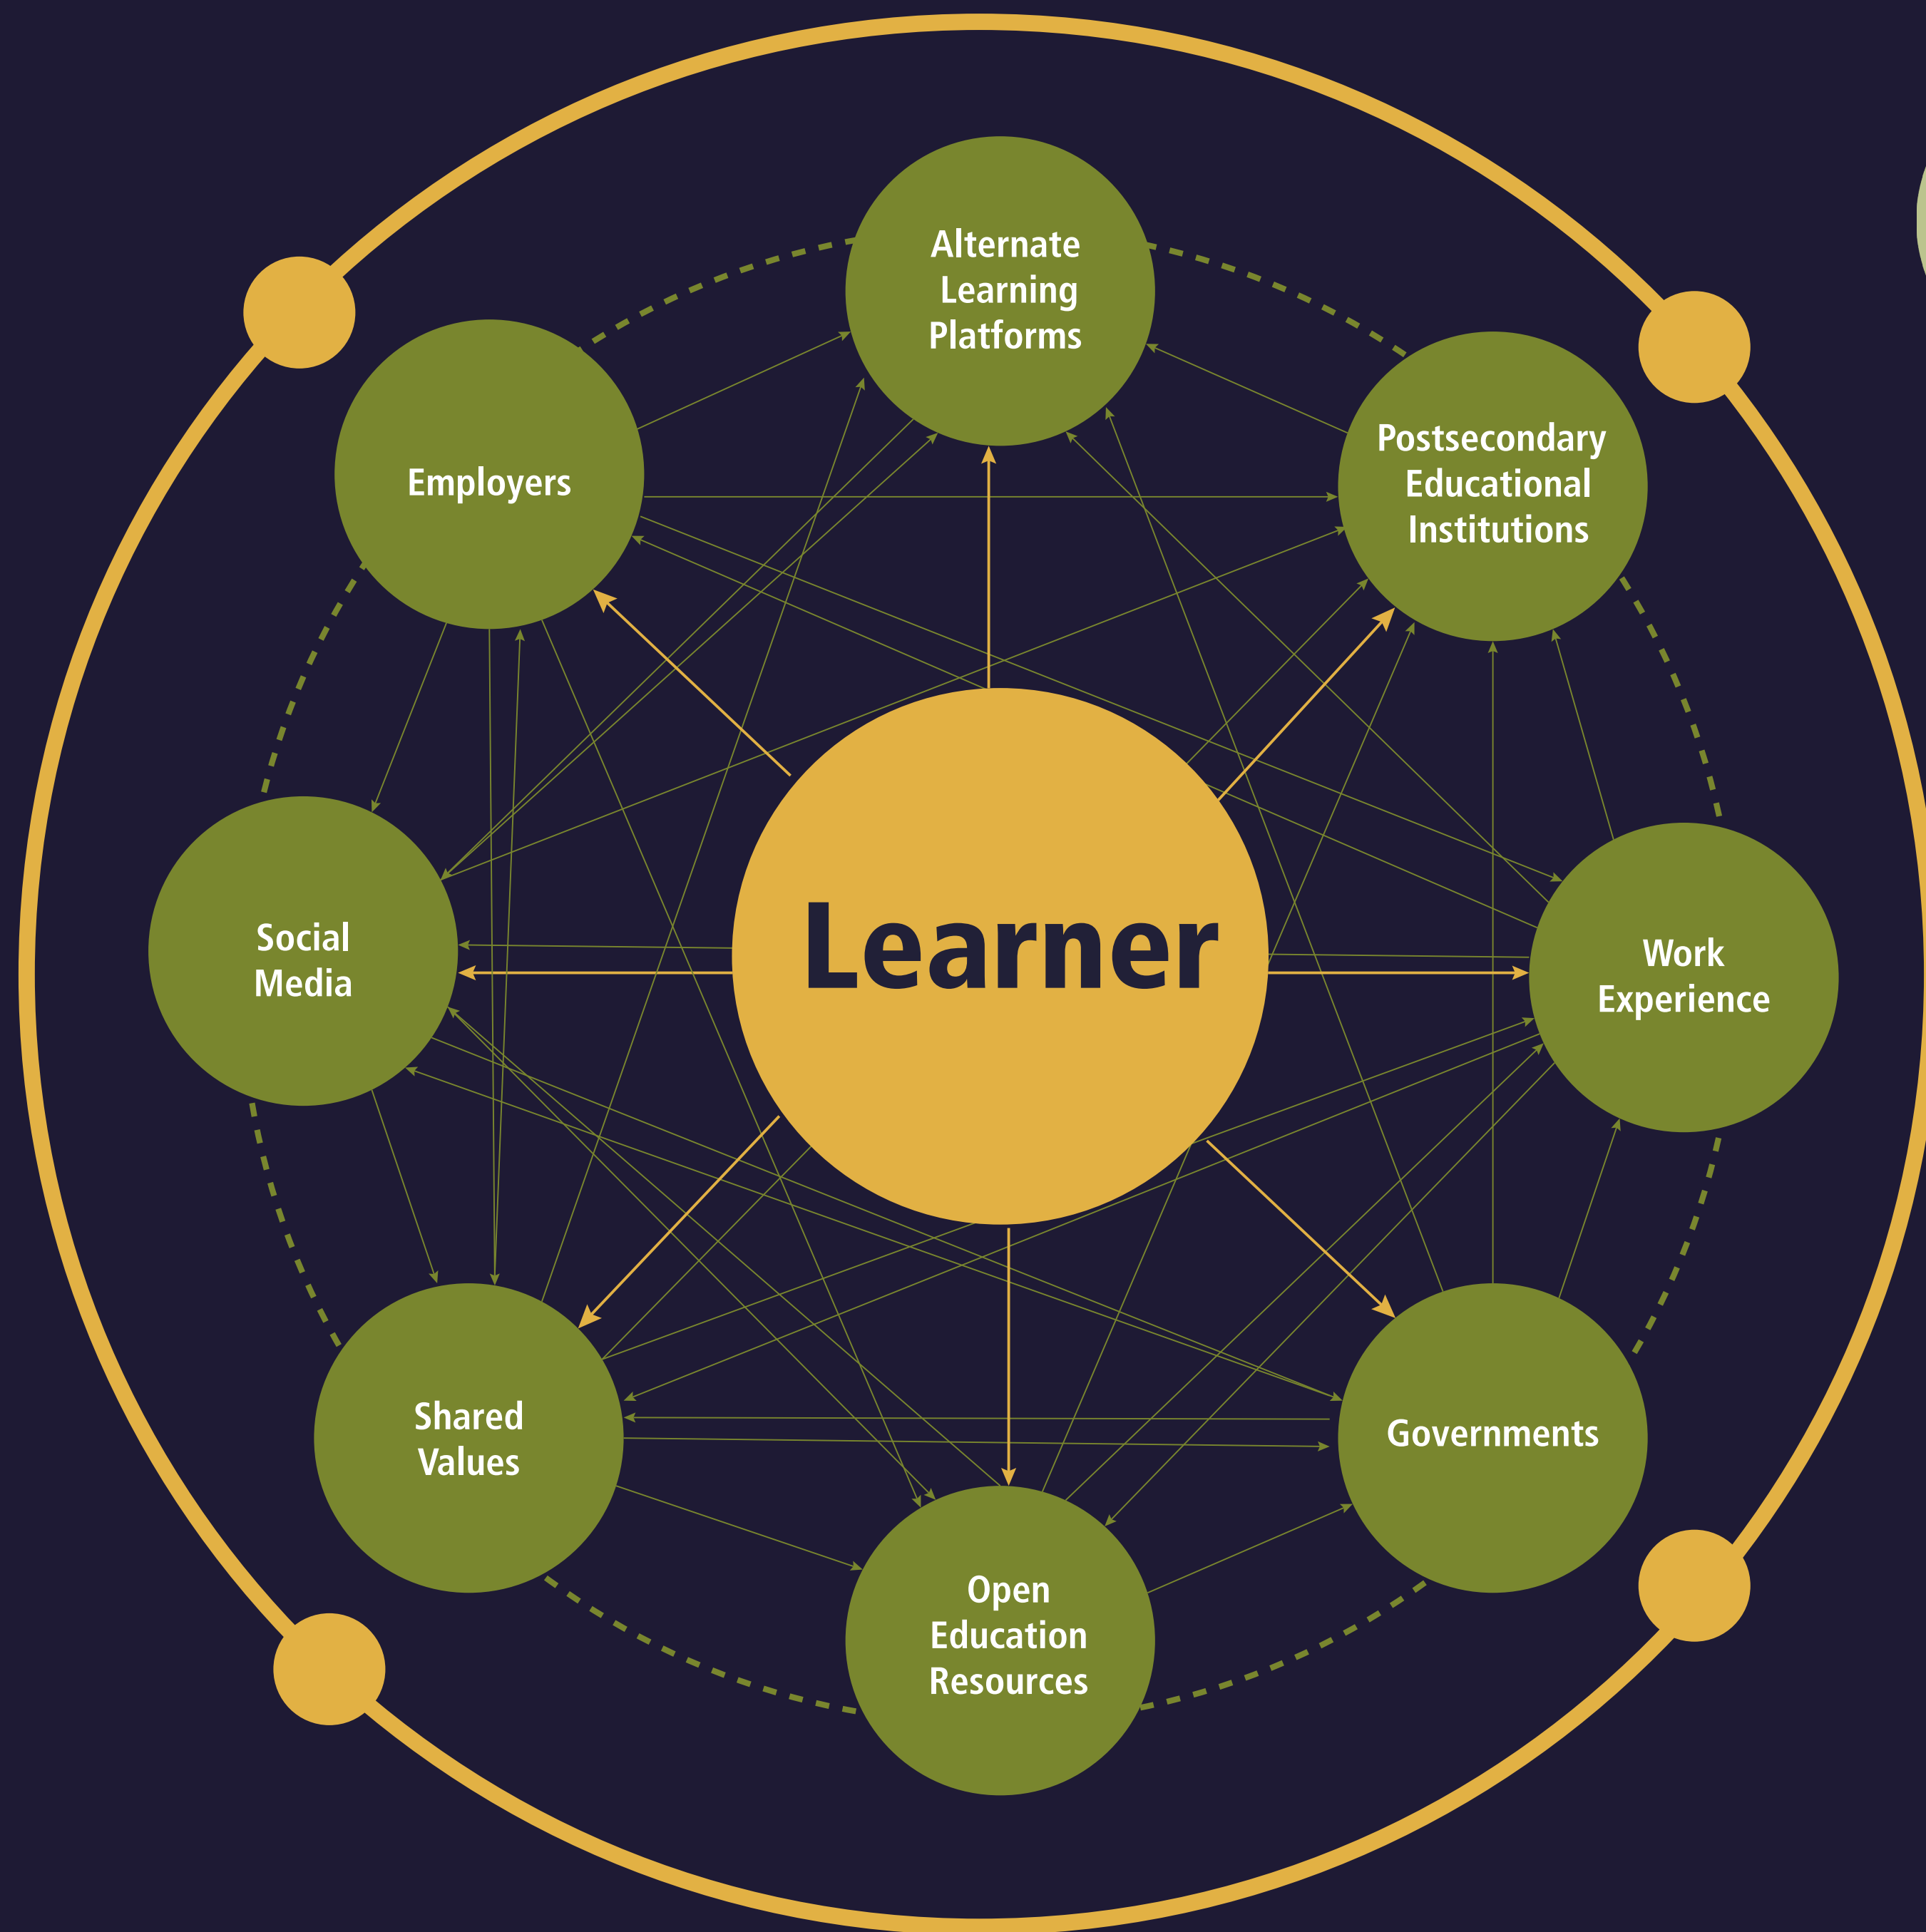 Alternate
Learning
Platforms
Postsecondary
Educational
Institutions
Employers
Learner
Social
Media
Work
Experience
Shared
Values
Governments
Open
Education
Resources